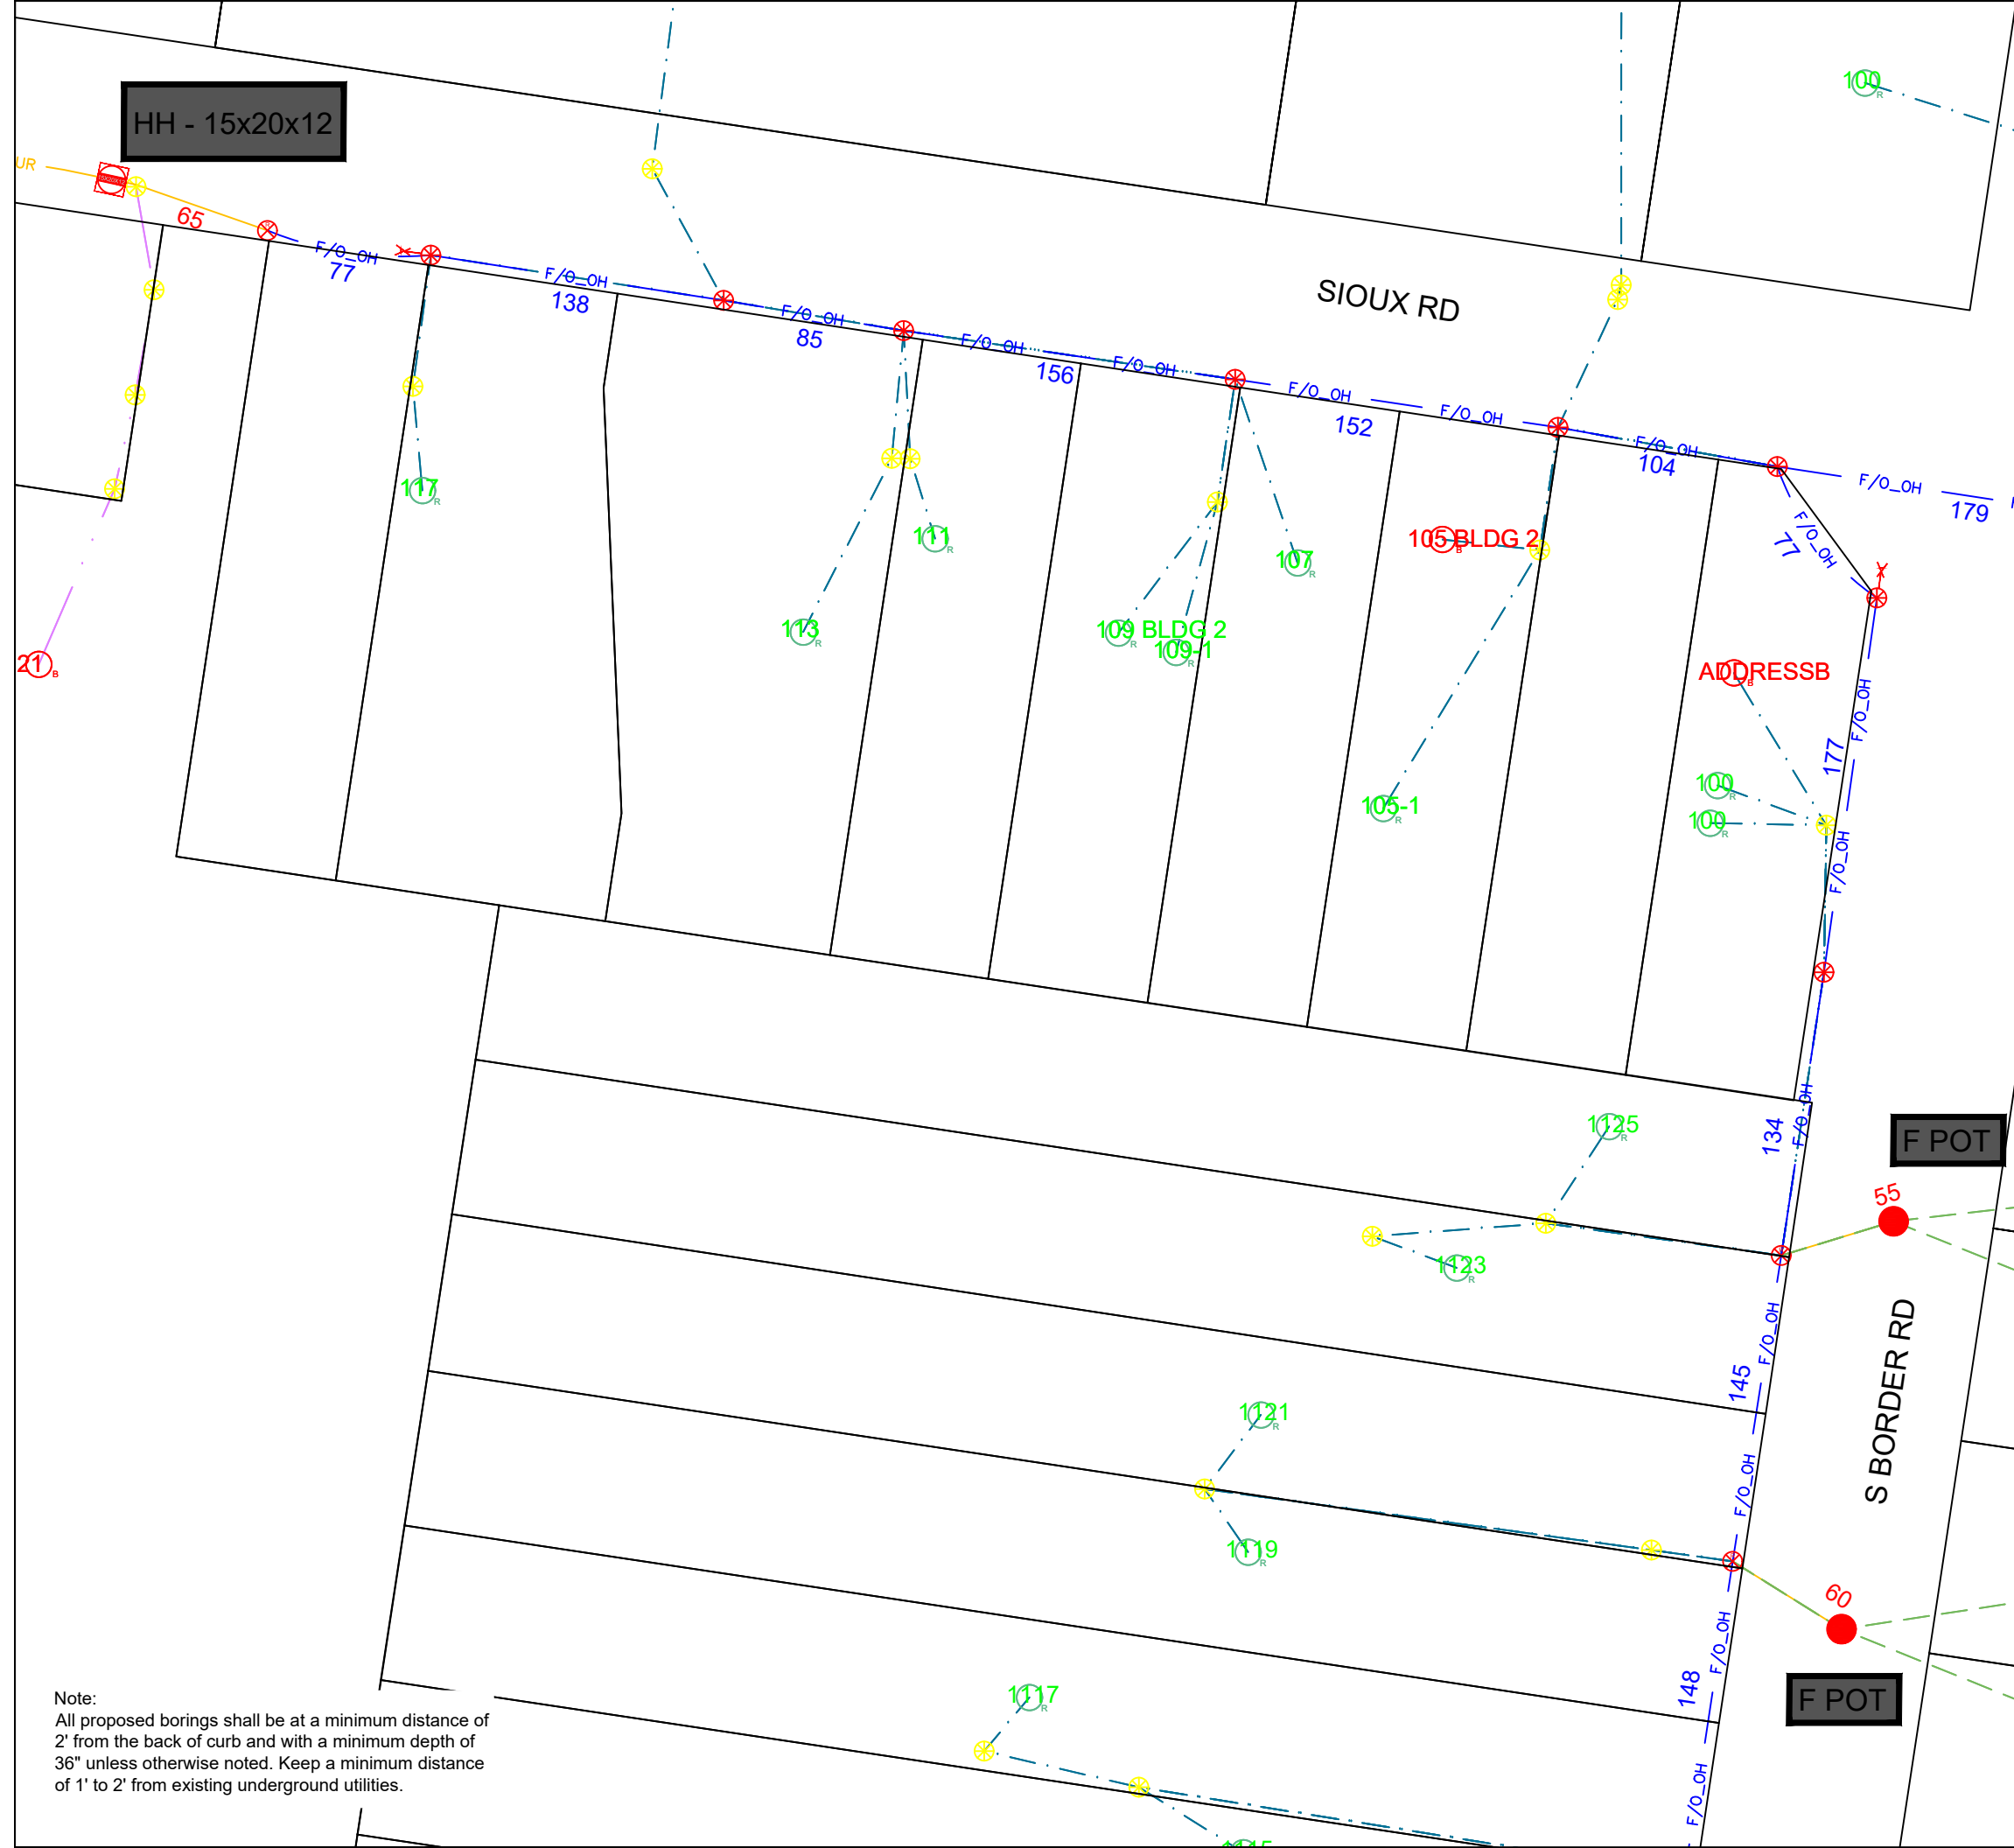 100
R
HH - 15x20x12
UR
15X20X12
65
F/O_OH
77
F/O_OH
138
F/O_OH
85
F/O_OH
156
F/O_OH
SIOUX RD
F/O_OH
152
F/O_OH
F/O_OH
104
F/O_OH
179
F/O_OH
77
117
R
111
R
107
R
105 BLDG 2
B
113
R
109 BLDG 2
R
109-1
R
21
B
ADDRESSB
B
F/O_OH
177
100
R
105-1
R
100
R
F/O_OH
F/O_OH
134
1125
R
F POT
55
1123
R
F/O_OH
145
S BORDER RD
1121
R
F/O_OH
1119
R
60
F/O_OH
148
F POT
1117
R
F/O_OH
1115
Note:
All proposed borings shall be at a minimum distance of
2' from the back of curb and with a minimum depth of
36" unless otherwise noted. Keep a minimum distance
of 1' to 2' from existing underground utilities.